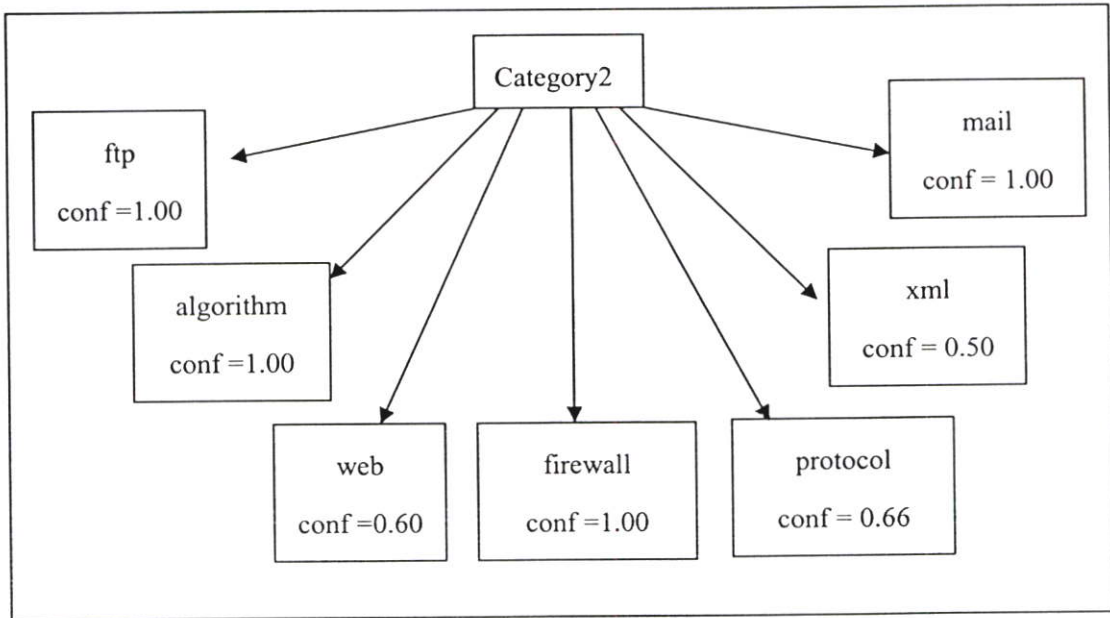 Category2
ftp
conf =1.00
algorithm
conf =1.00
web
conf =0.60
firewall
conf =1.00
protocol
conf = 0.66
xml
conf = 0.50
mail
conf = 1.00